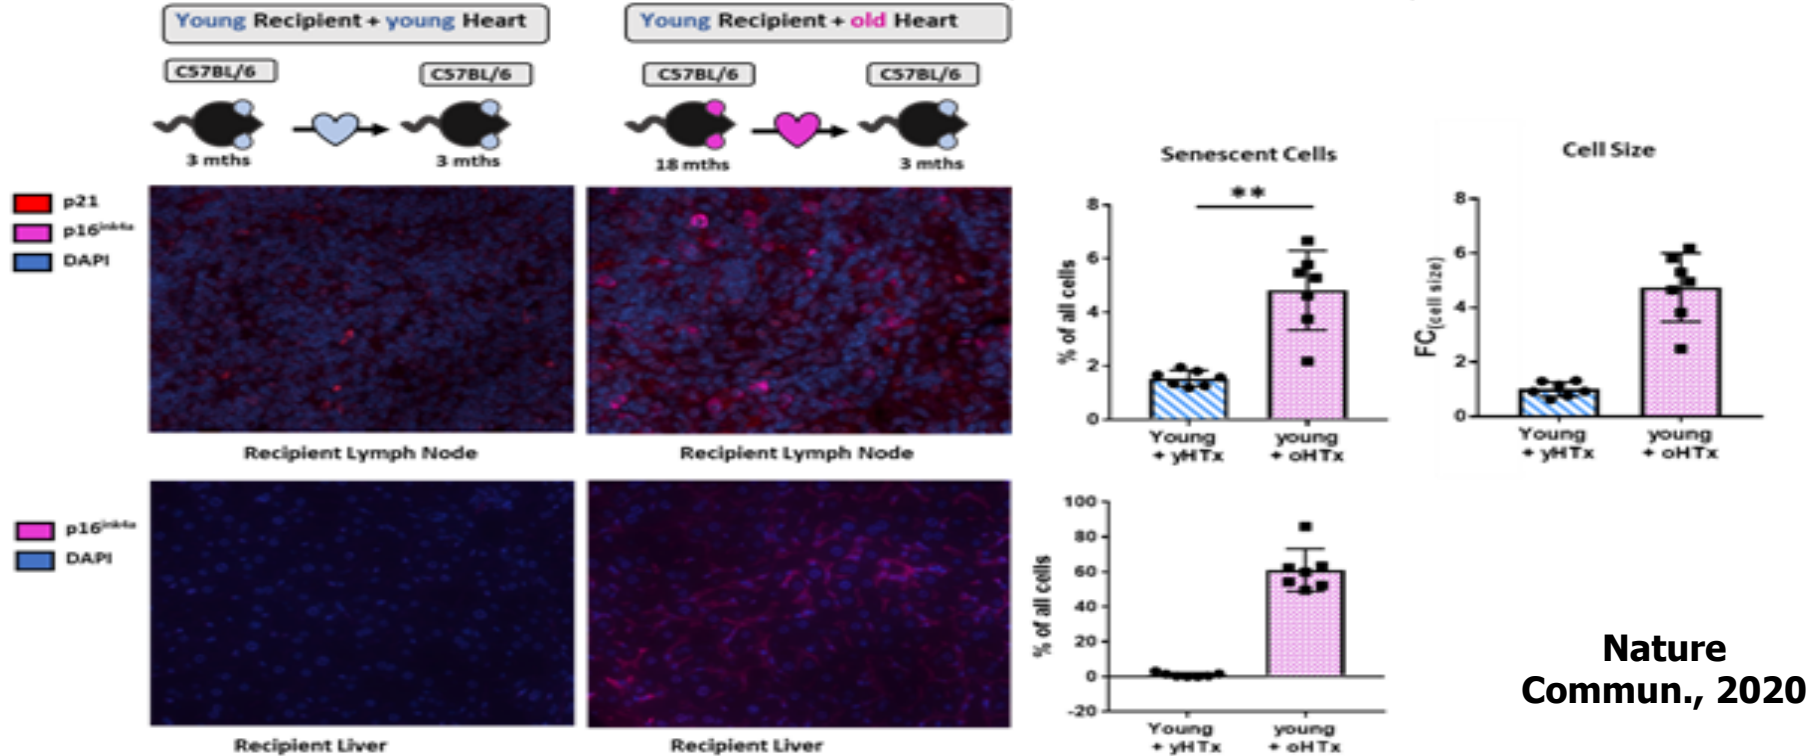 Young Recipient + young Heart
Young Recipient + old Heart
C57BL/6
C57BL/6
C57BL/6
C57BL/6
3 mths
3 mths
18 mths
3 mths
p21
p16ink4a
DAPI
Recipient Lymph Node
Recipient Lymph Node
Senescent Cells
**
% of all cells
8
6
4
2
0
Young
+ yHTx
young
+ oHTx
Cell Size
FC(cell size)
8
6
4
2
0
Young
+ yHTx
young
+ oHTx
p16ink4a
DAPI
Recipient Liver
Recipient Liver
% of all cells
100
80
60
40
20
0
-20
Young
+ yHTx
young
+ oHTx
Nature
Commun., 2020